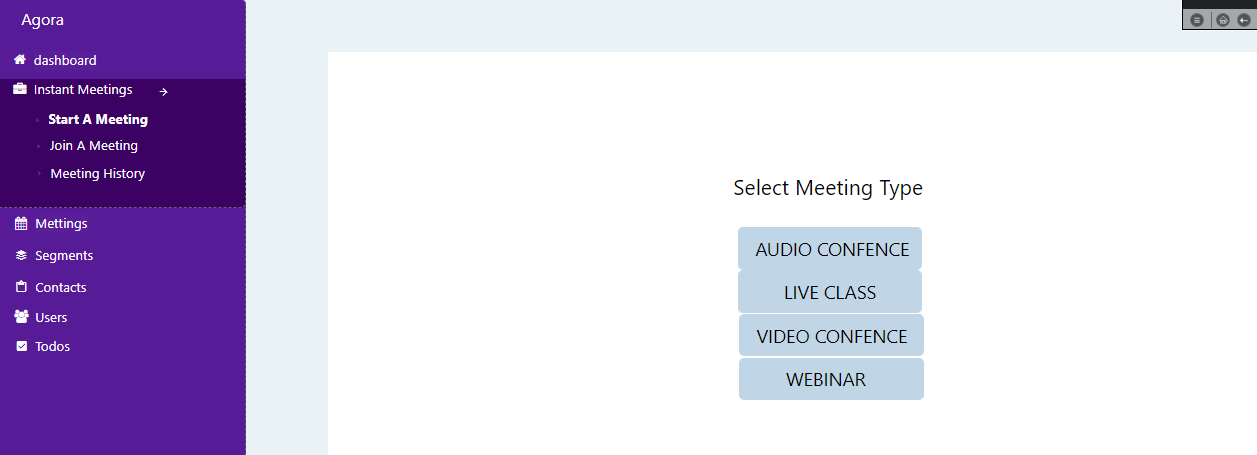 Agora
dashboard
Instant Meetings
Start A Meeting
Join A Meeting
Meeting History
Mettings
Segments
Contacts
Users
Todos
Select Meeting Type
AUDIO CONFENCE
LIVE CLASS
VIDEO CONFENCE
WEBINAR